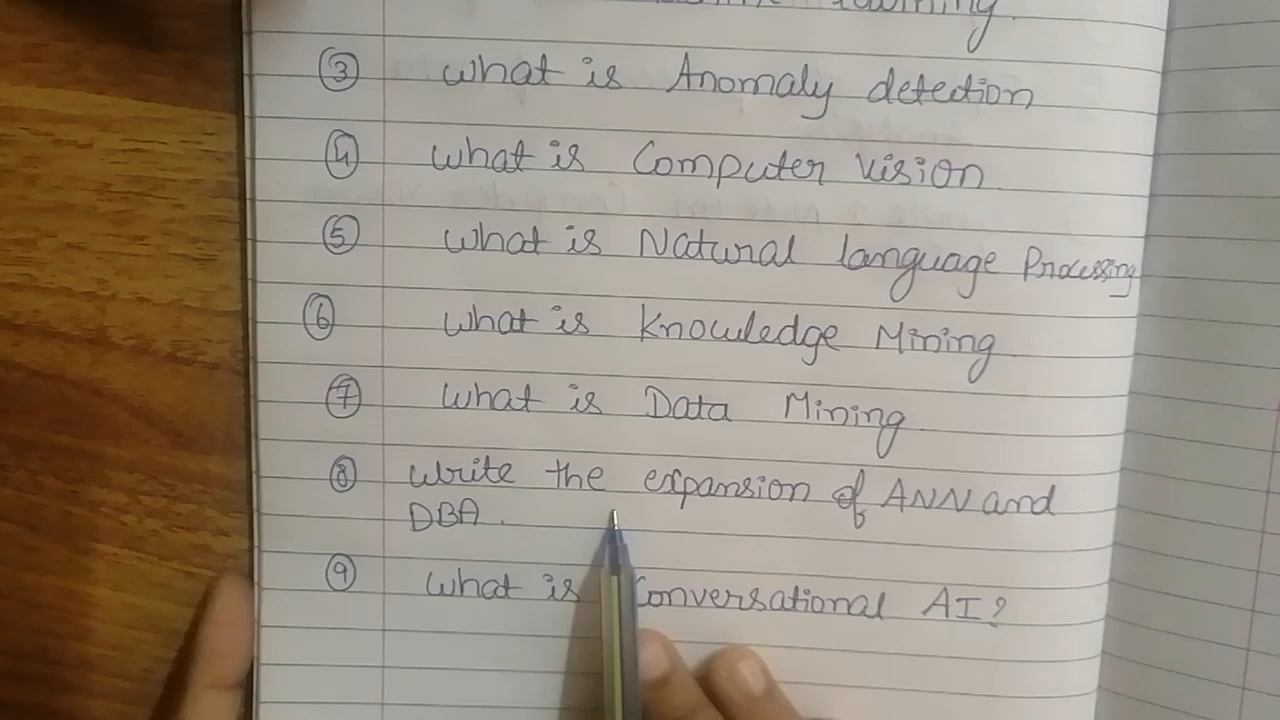 ③ What is Anomaly detection
④ What is Computer Vision
⑤ What is Natural language Processing
⑥ What is Knowledge Mining
⑦ What is Data Mining
⑧ Write the expansion of ANN and
DBA.
⑨ What is Conversational AI?